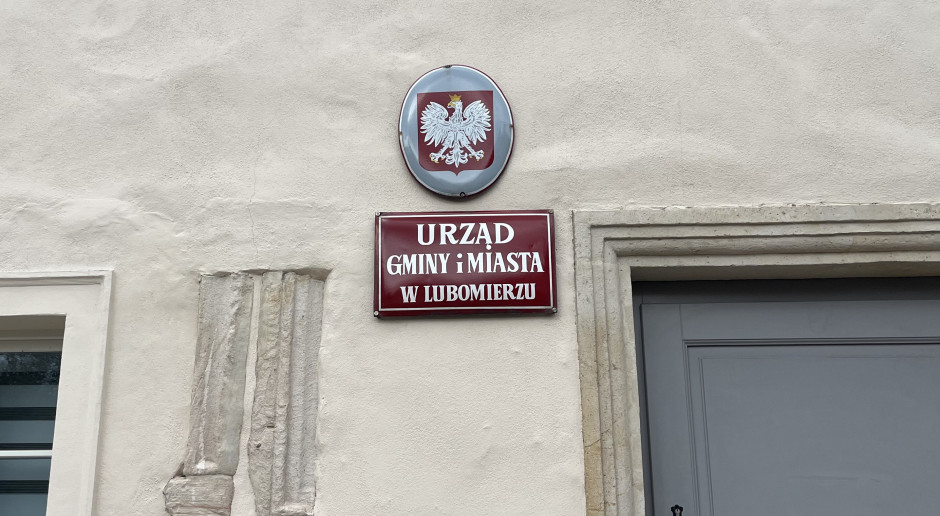 URZĄD
GMINY i MIASTA
W LUBOMIERZU